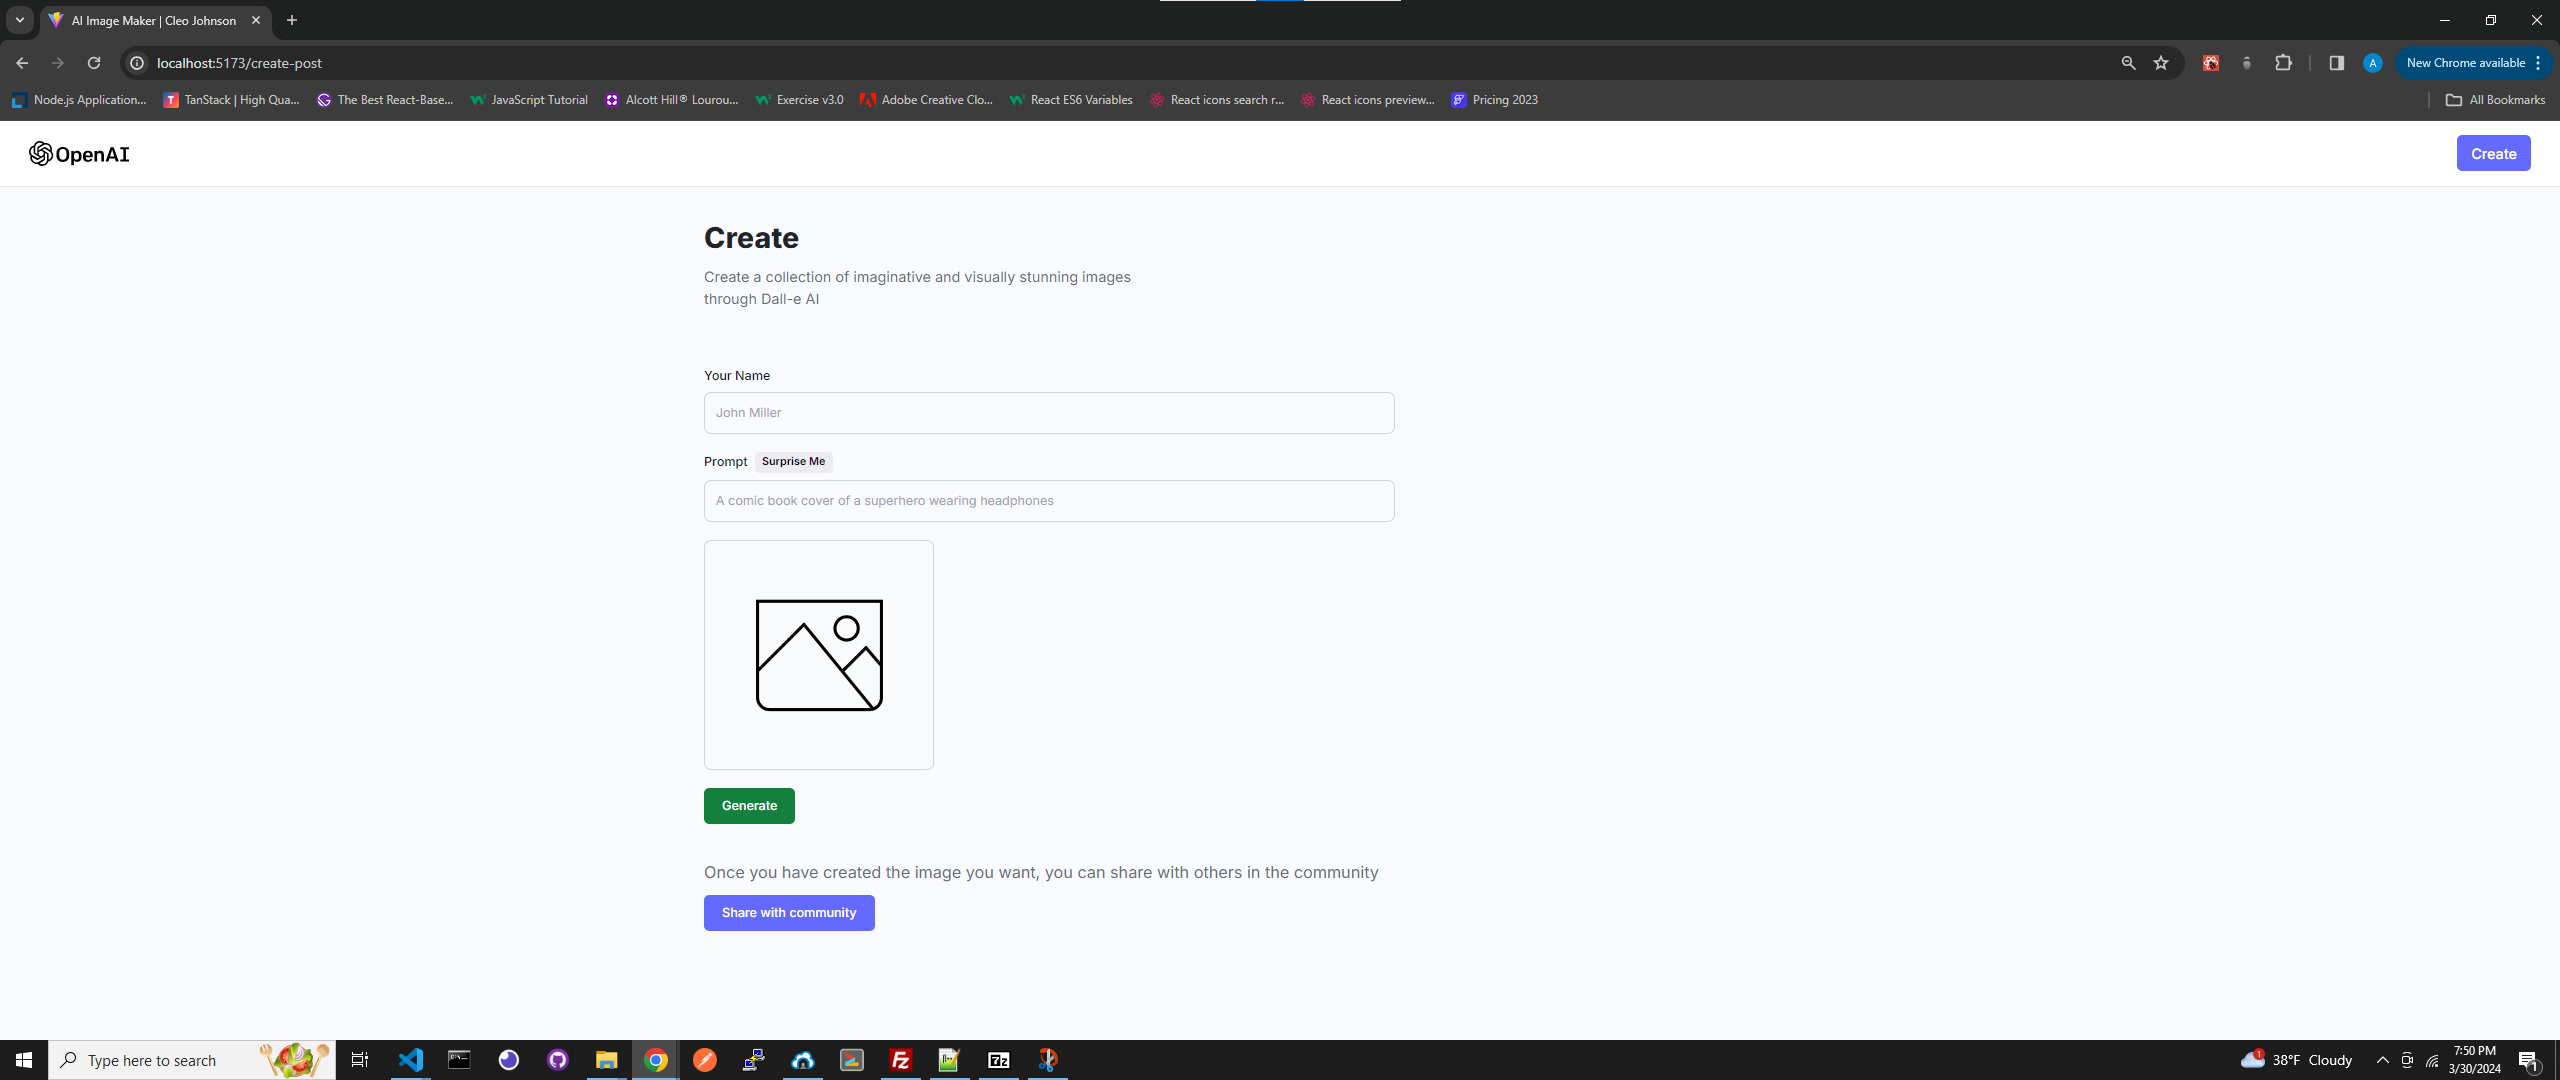 AI Image Maker | Cleo Johnson
localhost:5173/create-post
A
New Chrome available
Node.js Application...
TanStack | High Qua...
The Best React-Base...
JavaScript Tutorial
Alcott Hill® Lourou...
Exercise v3.0
Adobe Creative Clo...
React ES6 Variables
React icons search r...
React icons preview...
Pricing 2023
All Bookmarks
OpenAI
Create
Create
Create a collection of imaginative and visually stunning images
through Dall-e AI
Your Name
John Miller
Prompt
Surprise Me
A comic book cover of a superhero wearing headphones
Generate
Once you have created the image you want, you can share with others in the community
Share with community
Type here to search
Fz
7z
1
38°F Cloudy
7:50 PM
3/30/2024
1